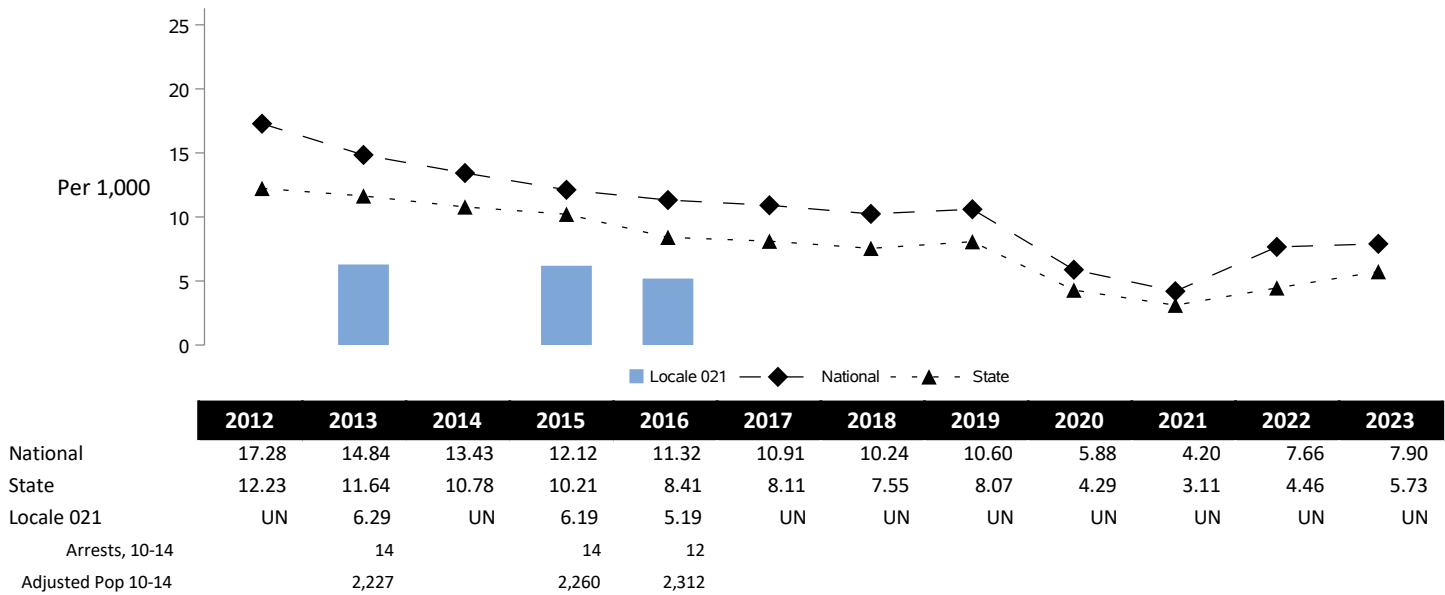 25
20
15
Per 1,000
10
5
0
Locale 021 National State
2012 2013 2014 2015 2016 2017 2018 2019 2020 2021 2022 2023
National 17.28 14.84 13.43 12.12 11.32 10.91 10.24 10.60 5.88 4.20 7.66 7.90
State 12.23 11.64 10.78 10.21 8.41 8.11 7.55 8.07 4.29 3.11 4.46 5.73
Locale 021 UN 6.29 UN 6.19 5.19 UN UN UN UN UN UN UN
Arrests, 10-14 14 14 12
Adjusted Pop 10-14 2,227 2,260 2,312